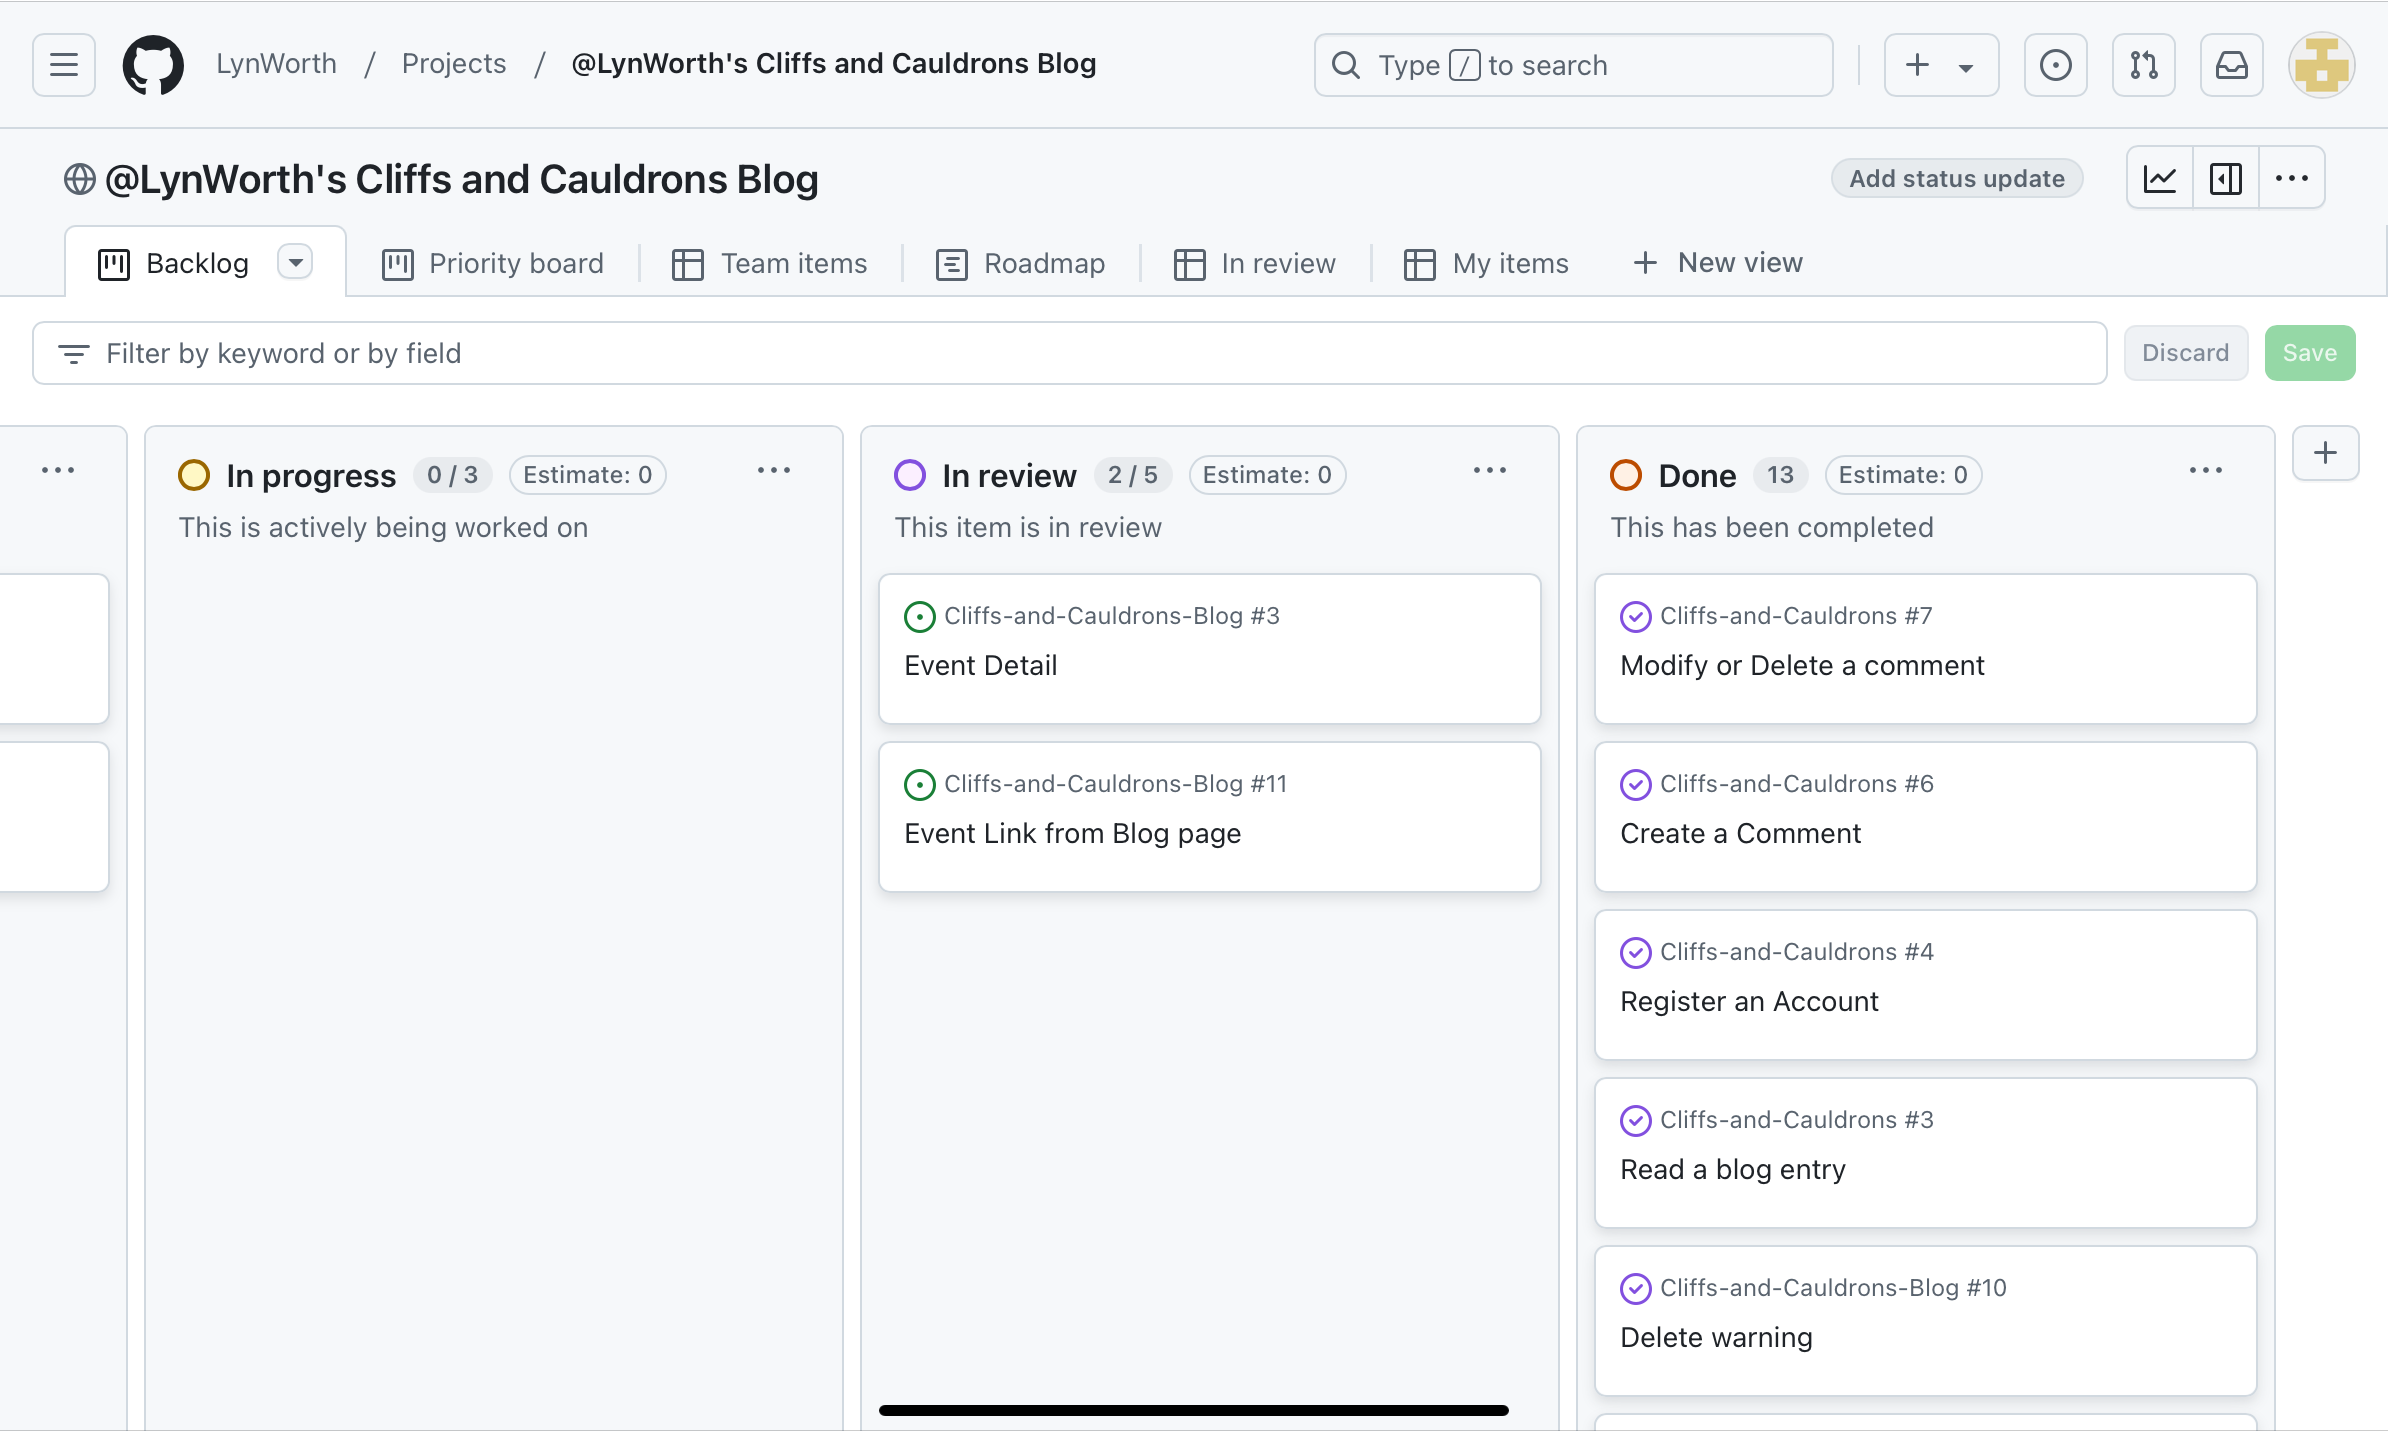 LynWorth / Projects / @LynWorth's Cliffs and Cauldrons Blog
Type / to search
@LynWorth's Cliffs and Cauldrons Blog
Add status update
Backlog
Priority board
Team items
Roadmap
In review
My items
New view
Filter by keyword or by field
Discard
Save
In progress 0 / 3 Estimate: 0
This is actively being worked on
In review 2 / 5 Estimate: 0
This item is in review
Cliffs-and-Cauldrons-Blog #3
Event Detail
Cliffs-and-Cauldrons-Blog #11
Event Link from Blog page
Done 13 Estimate: 0
This has been completed
Cliffs-and-Cauldrons #7
Modify or Delete a comment
Cliffs-and-Cauldrons #6
Create a Comment
Cliffs-and-Cauldrons #4
Register an Account
Cliffs-and-Cauldrons #3
Read a blog entry
Cliffs-and-Cauldrons-Blog #10
Delete warning